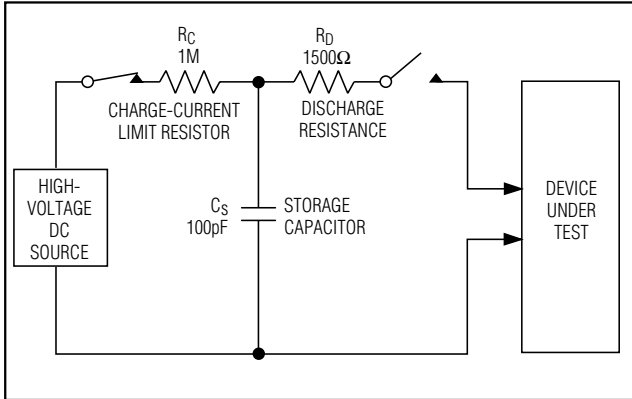 R_C
1M
CHARGE-CURRENT
LIMIT RESISTOR
R_D
1500Ω
DISCHARGE
RESISTANCE
HIGH-
VOLTAGE
DC
SOURCE
C_S
100pF
STORAGE
CAPACITOR
DEVICE
UNDER
TEST